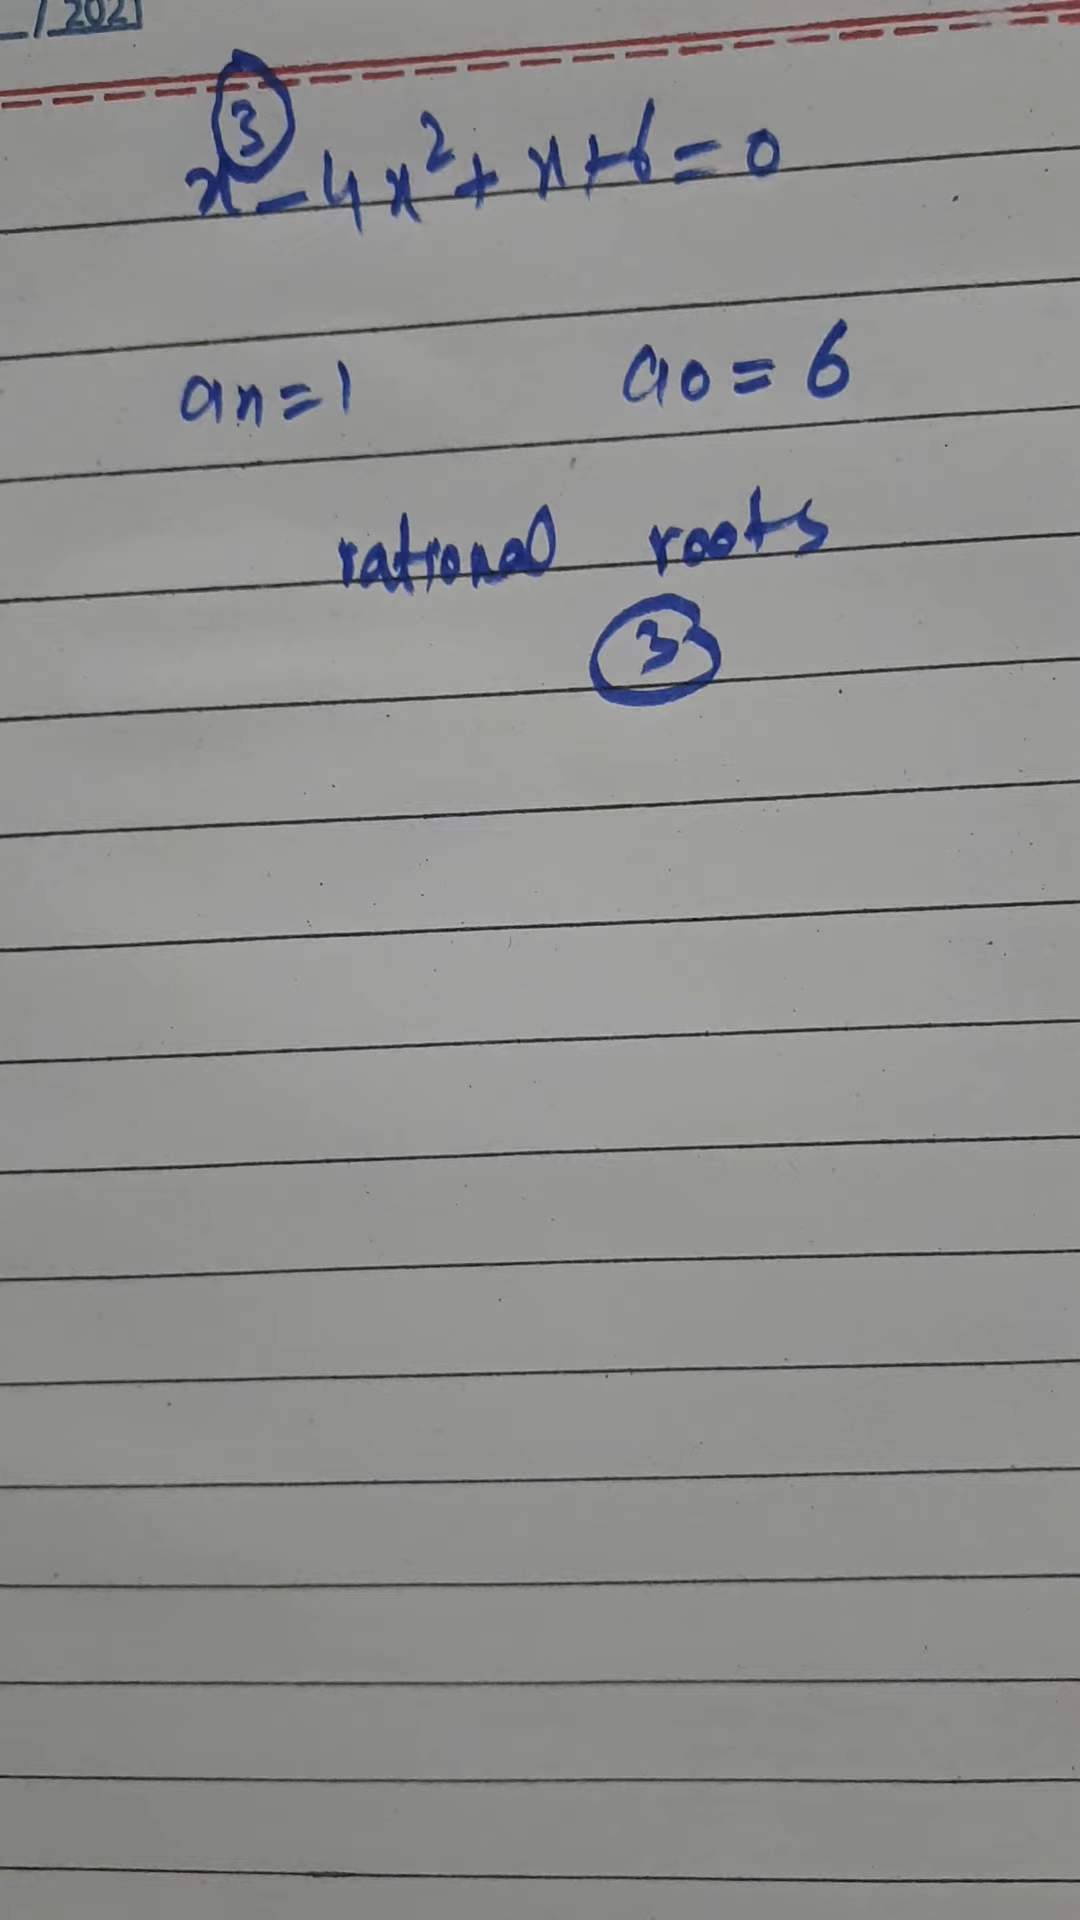 _/2021
x³ - 4x² + x + 6 = 0
an = 1 a0 = 6
rational roots
3